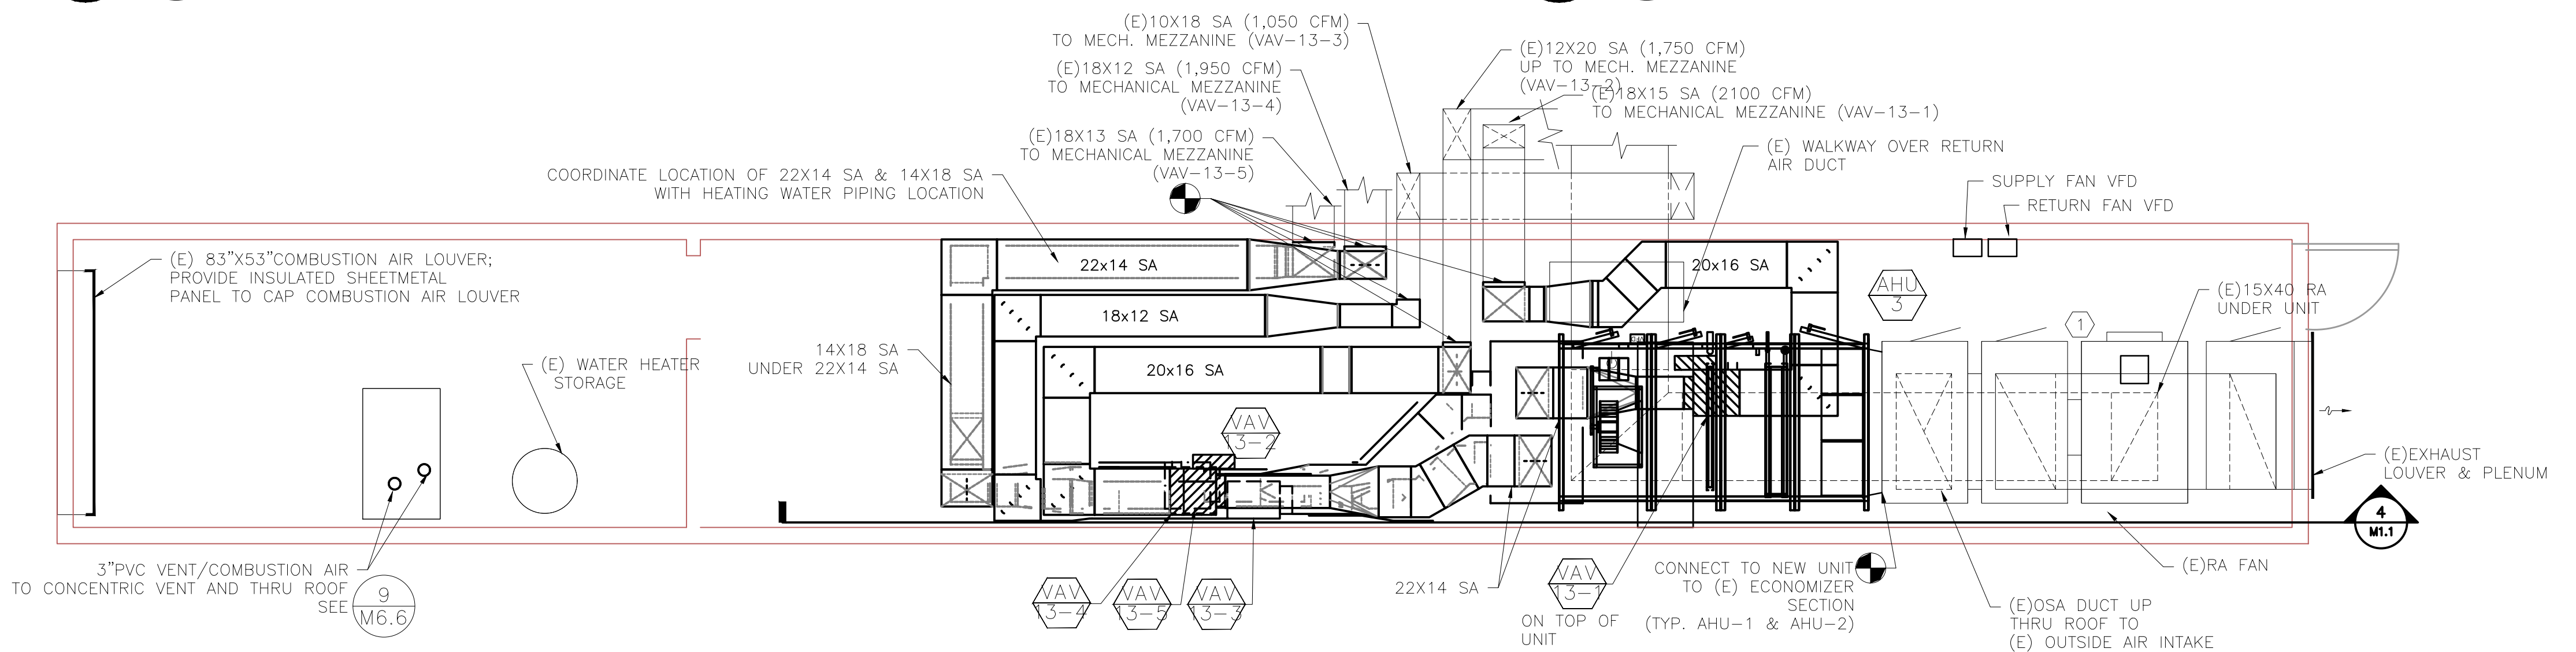 (E)10X18 SA (1,050 CFM)
TO MECH. MEZZANINE (VAV-13-3)
(E)18X12 SA (1,950 CFM)
TO MECHANICAL MEZZANINE
(VAV-13-4)
(E)18X13 SA (1,700 CFM)
TO MECHANICAL MEZZANINE
(VAV-13-5)
(E)12X20 SA (1,750 CFM)
UP TO MECH. MEZZANINE
(VAV-13-2)
(E)18X15 SA (2100 CFM)
TO MECHANICAL MEZZANINE (VAV-13-1)
(E) WALKWAY OVER RETURN
AIR DUCT
COORDINATE LOCATION OF 22X14 SA & 14X18 SA
WITH HEATING WATER PIPING LOCATION
SUPPLY FAN VFD
RETURN FAN VFD
(E) 83"X53"COMBUSTION AIR LOUVER;
PROVIDE INSULATED SHEETMETAL
PANEL TO CAP COMBUSTION AIR LOUVER
22x14 SA
20x16 SA
AHU
3
(E)15X40 RA
UNDER UNIT
1
18x12 SA
14X18 SA
UNDER 22X14 SA
20x16 SA
(E) WATER HEATER
STORAGE
VAV
13-2
(E)EXHAUST
LOUVER & PLENUM
4
M1.1
3"PVC VENT/COMBUSTION AIR
TO CONCENTRIC VENT AND THRU ROOF
SEE
9
M6.6
VAV
13-4
VAV
13-5
VAV
13-3
22X14 SA
VAV
13-1
ON TOP OF
UNIT
CONNECT TO NEW UNIT
TO (E) ECONOMIZER
SECTION
(TYP. AHU-1 & AHU-2)
(E)RA FAN
(E)OSA DUCT UP
THRU ROOF TO
(E) OUTSIDE AIR INTAKE